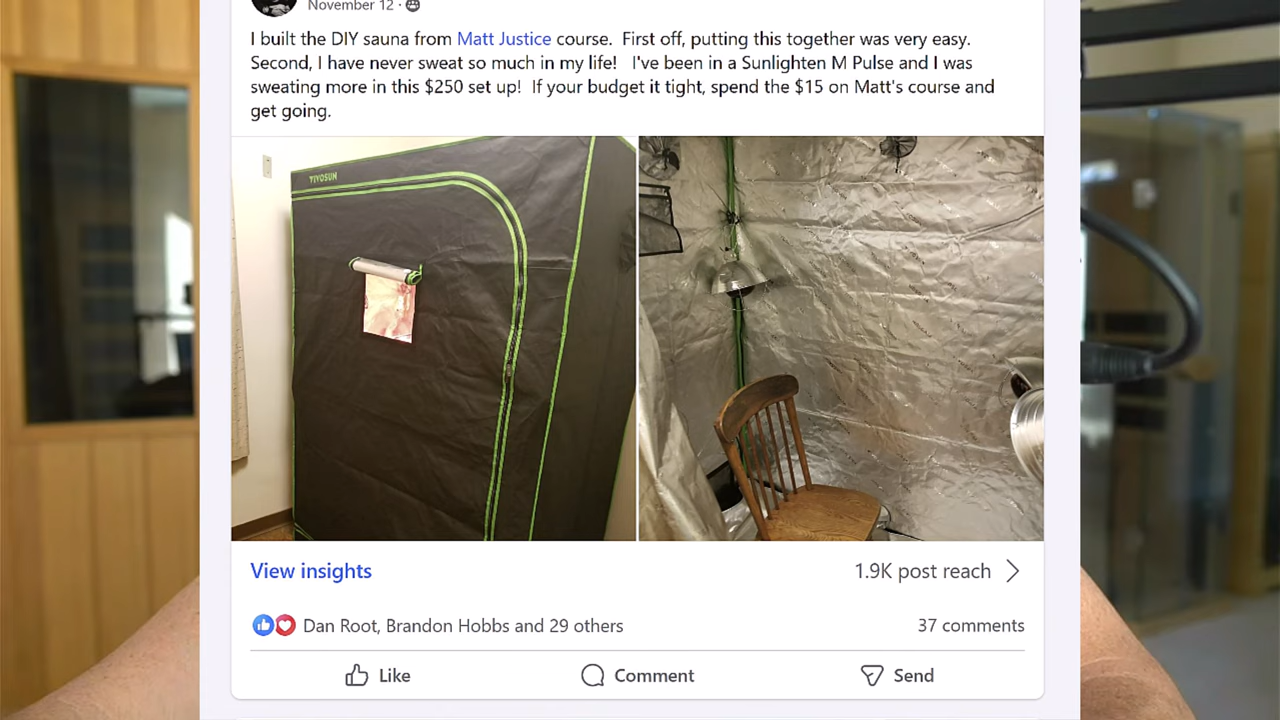 November 12 ·
I built the DIY sauna from Matt Justice course. First off, putting this together was very easy.
Second, I have never sweat so much in my life! I've been in a Sunlighten M Pulse and I was
sweating more in this $250 set up! If your budget it tight, spend the $15 on Matt's course and
get going.
VIVOSUN
View insights
1.9K post reach
Dan Root, Brandon Hobbs and 29 others
37 comments
Like
Comment
Send